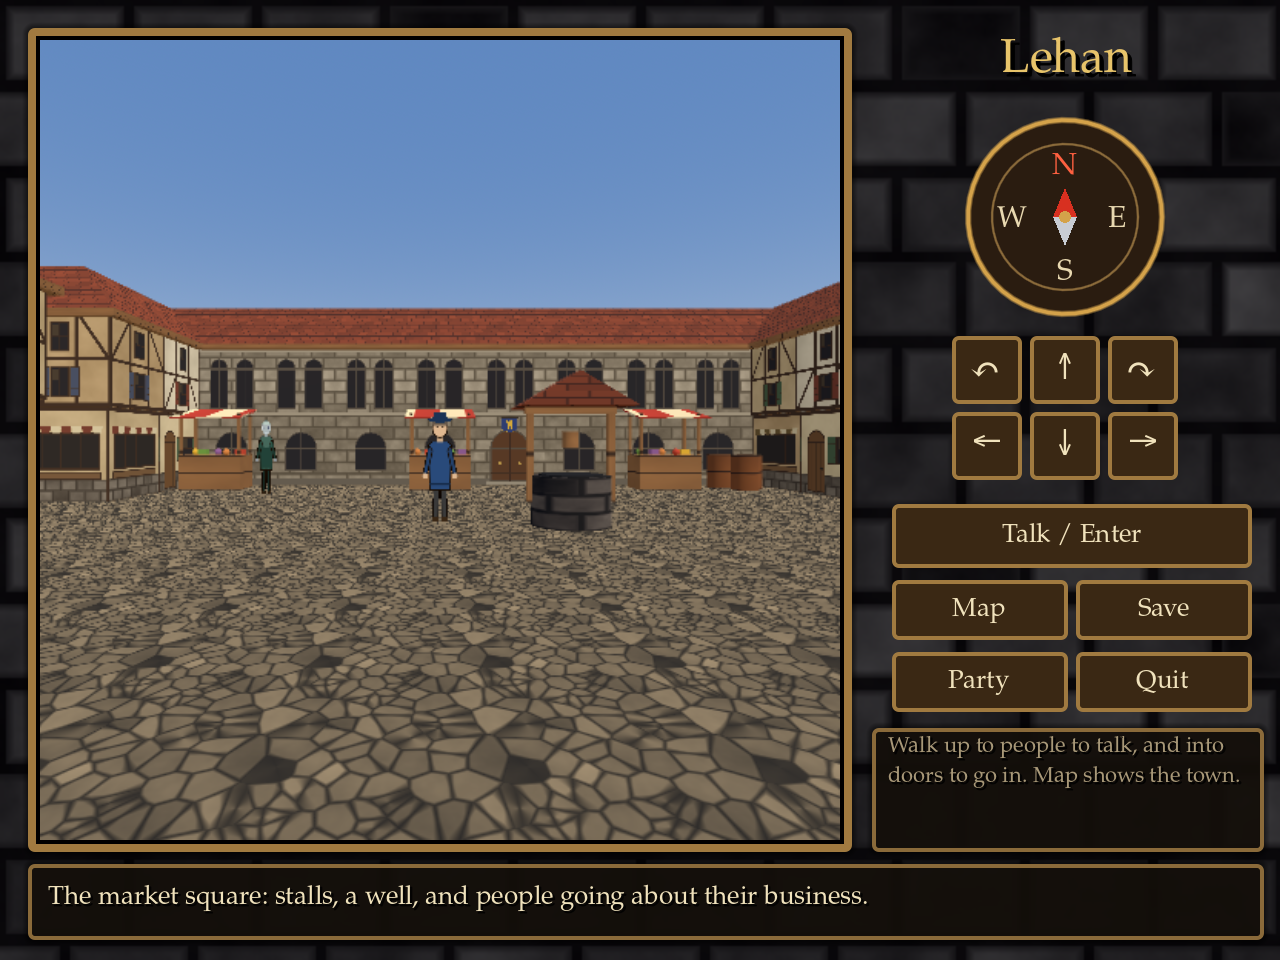 Lehan
N
W E
S
↶ ↑ ↷
← ↓ →
Talk / Enter
Map Save
Party Quit
Walk up to people to talk, and into
doors to go in. Map shows the town.
The market square: stalls, a well, and people going about their business.